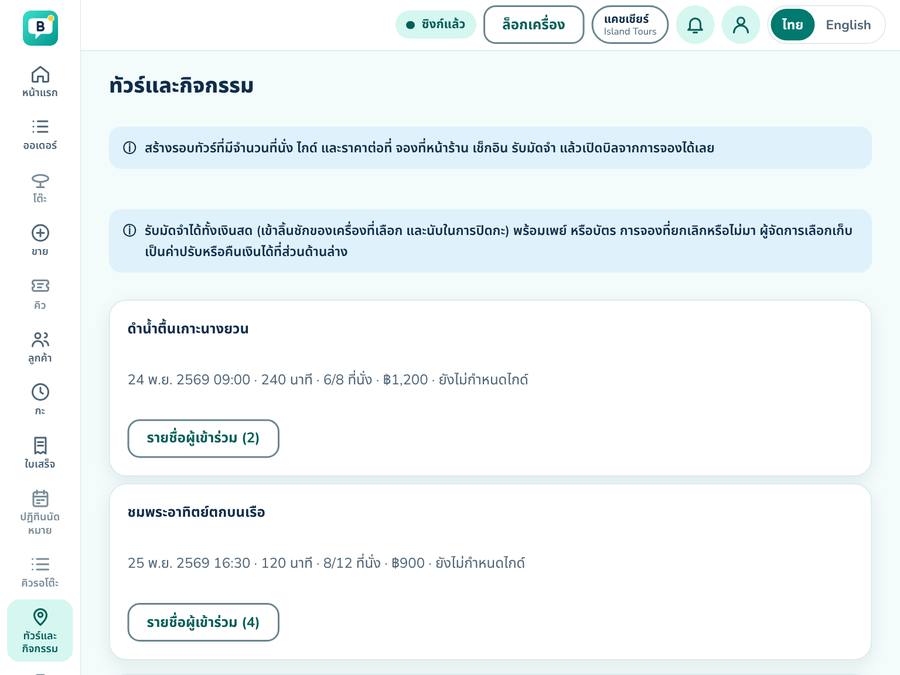 B
ซิงก์แล้ว
ล็อกเครื่อง
แคชเชียร์
Island Tours
ไทย
English
หน้าแรก
ออเดอร์
โต๊ะ
ขาย
คิว
ลูกค้า
กะ
ใบเสร็จ
ปฏิทินนัด
หมาย
คิวรอโต๊ะ
ทัวร์และ
กิจกรรม
ทัวร์และกิจกรรม
สร้างรอบทัวร์ที่มีจำนวนที่นั่ง ไกด์ และราคาต่อที่ จองที่หน้าร้าน เช็กอิน รับมัดจำ แล้วเปิดบิลจากการจองได้เลย
รับมัดจำได้ทั้งเงินสด (เข้าลิ้นชักของเครื่องที่เลือก และนับในการปิดกะ) พร้อมเพย์ หรือบัตร การจองที่ยกเลิกหรือไม่มา ผู้จัดการเลือกเก็บ
เป็นค่าปรับหรือคืนเงินได้ที่ส่วนด้านล่าง
ดำน้ำตื้นเกาะนางยวน
24 พ.ย. 2569 09:00 · 240 นาที · 6/8 ที่นั่ง · ฿1,200 · ยังไม่กำหนดไกด์
รายชื่อผู้เข้าร่วม (2)
ชมพระอาทิตย์ตกบนเรือ
25 พ.ย. 2569 16:30 · 120 นาที · 8/12 ที่นั่ง · ฿900 · ยังไม่กำหนดไกด์
รายชื่อผู้เข้าร่วม (4)